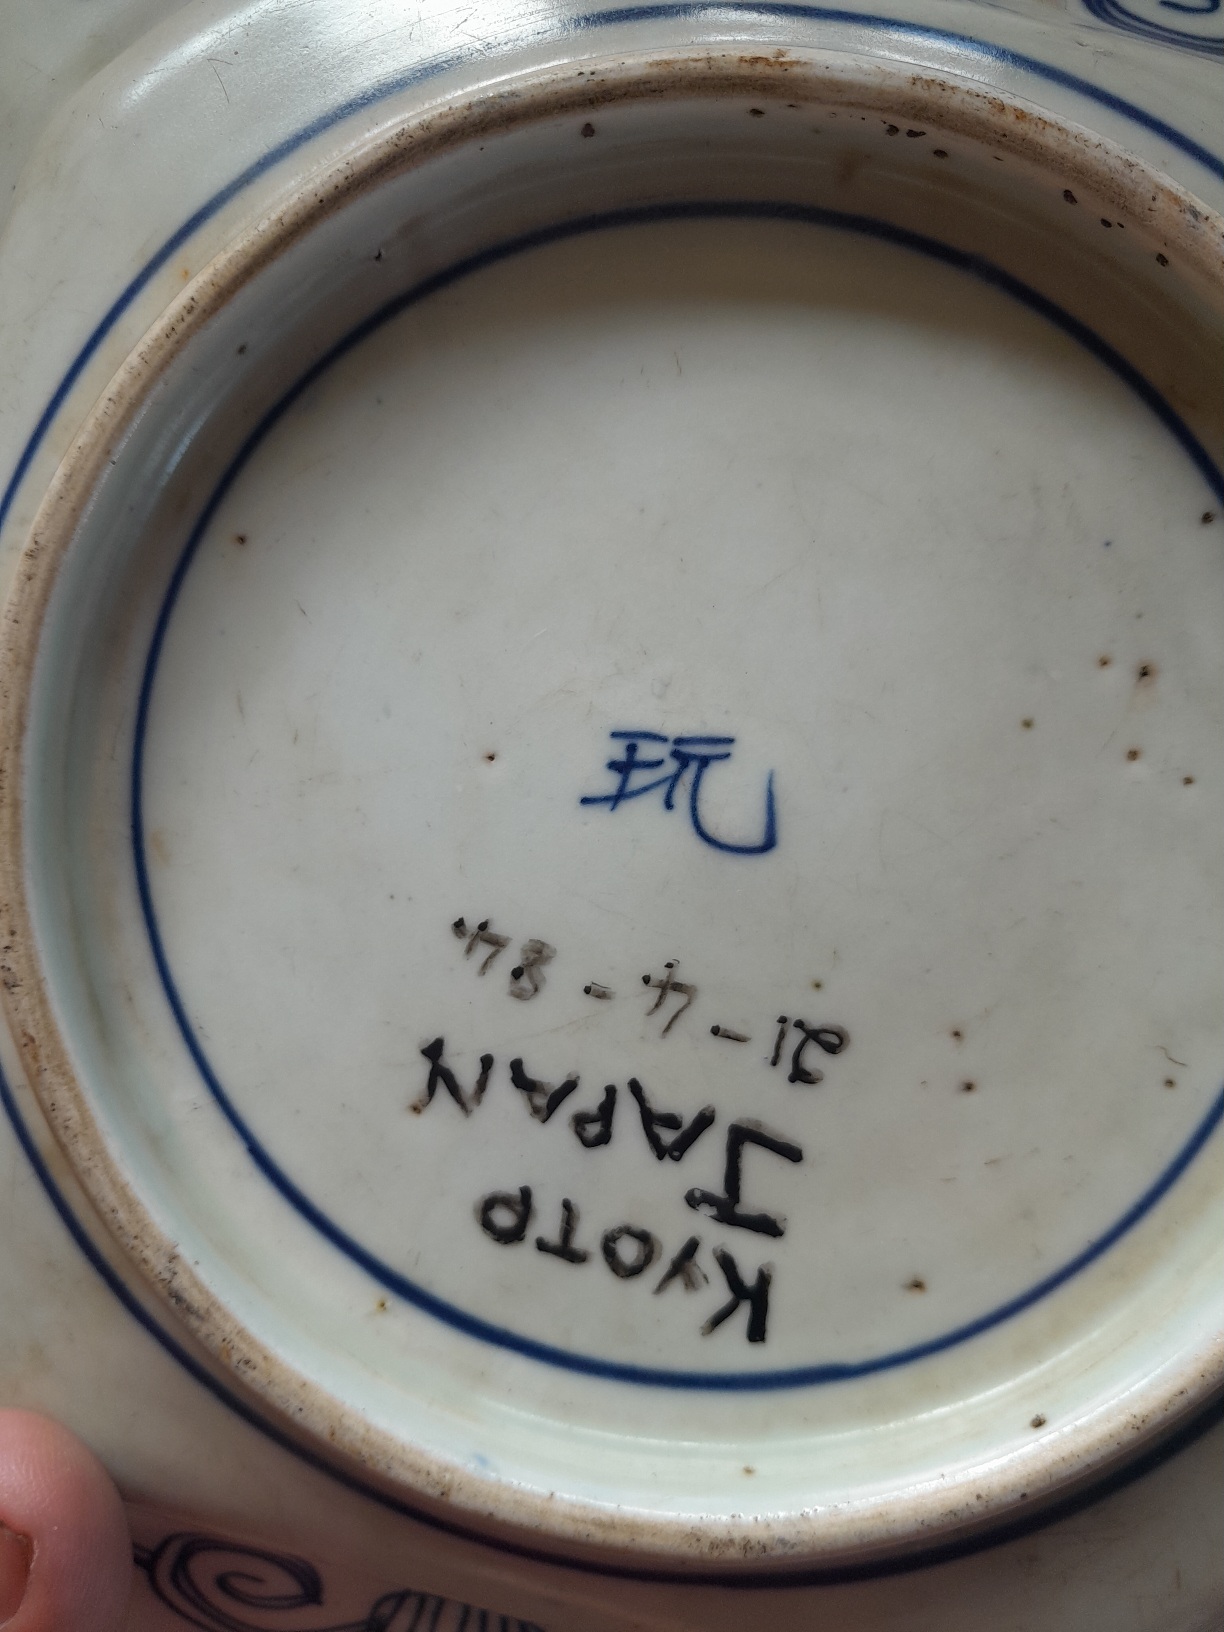 玩
KYOTO
JAPAN
21-4-84.